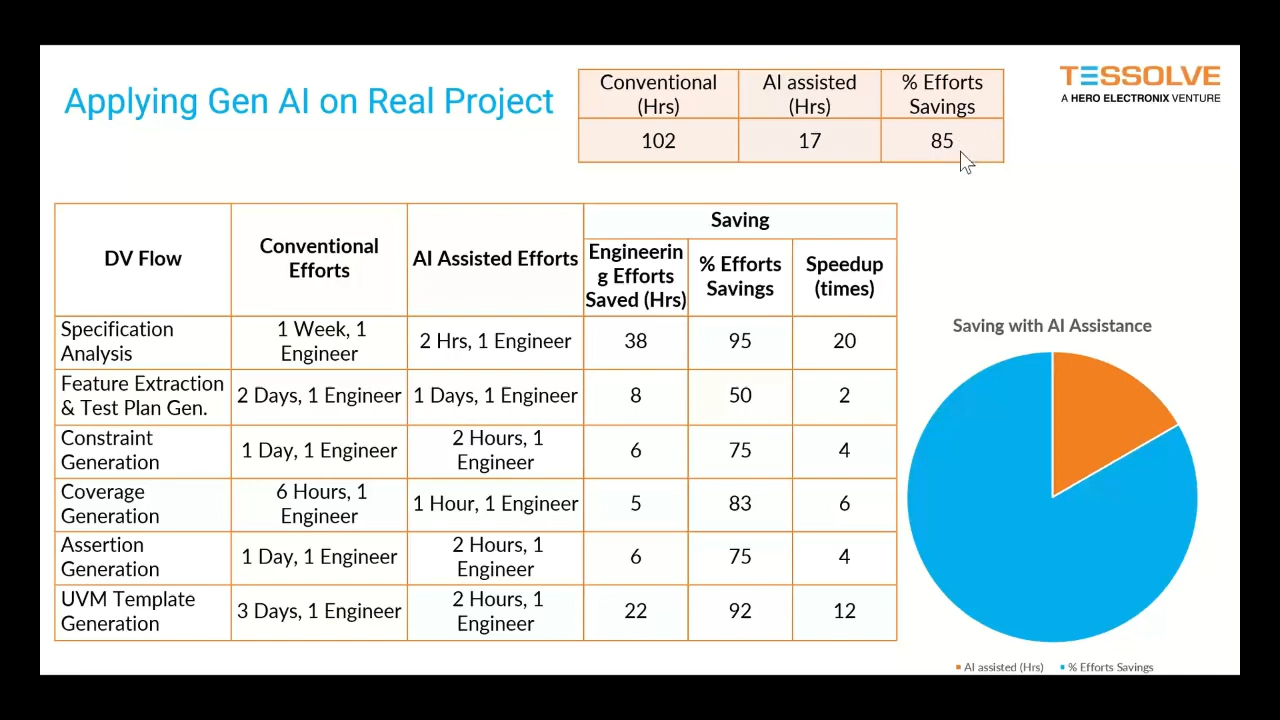 Applying Gen AI on Real Project
Conventional
(Hrs)
AI assisted
(Hrs)
% Efforts
Savings
102
17
85
TESSOLVE
A HERO ELECTRONIX VENTURE
DV Flow
Conventional
Efforts
AI Assisted Efforts
Saving
Engineerin
g Efforts
Saved (Hrs)
% Efforts
Savings
Speedup
(times)
Specification
Analysis
1 Week, 1
Engineer
2 Hrs, 1 Engineer
38
95
20
Feature Extraction
& Test Plan Gen.
2 Days, 1 Engineer
1 Days, 1 Engineer
8
50
2
Constraint
Generation
1 Day, 1 Engineer
2 Hours, 1
Engineer
6
75
4
Coverage
Generation
6 Hours, 1
Engineer
1 Hour, 1 Engineer
5
83
6
Assertion
Generation
1 Day, 1 Engineer
2 Hours, 1
Engineer
6
75
4
UVM Template
Generation
3 Days, 1 Engineer
2 Hours, 1
Engineer
22
92
12
Saving with AI Assistance
AI assisted (Hrs)
% Efforts Savings